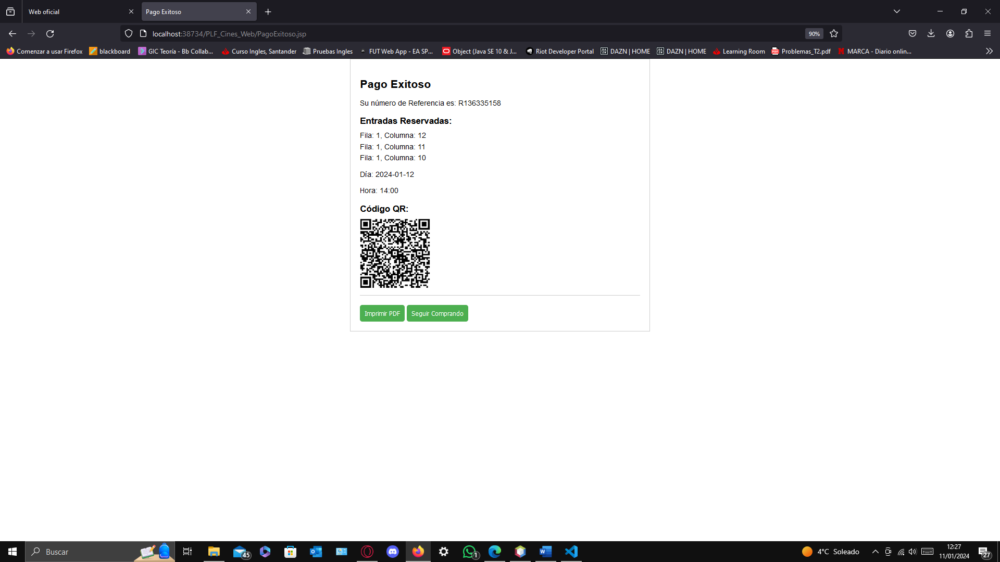 Web oficial
Pago Exitoso
localhost:38734/PLF_Cines_Web/PagoExitoso.jsp
90%
Comenzar a usar Firefox
blackboard
GIC Teoría - Bb Collab...
Curso Ingles, Santander
Pruebas Ingles
FUT Web App - EA SP...
Object (Java SE 10 & J...
Riot Developer Portal
DAZN | HOME
DAZN | HOME
Learning Room
Problemas_T2.pdf
MARCA - Diario onlin...
Pago Exitoso
Su número de Referencia es: R136335158
Entradas Reservadas:
Fila: 1, Columna: 12
Fila: 1, Columna: 11
Fila: 1, Columna: 10
Día: 2024-01-12
Hora: 14:00
Código QR:
Imprimir PDF
Seguir Comprando
Buscar
45
1
4°C Soleado
12:27
11/01/2024
27